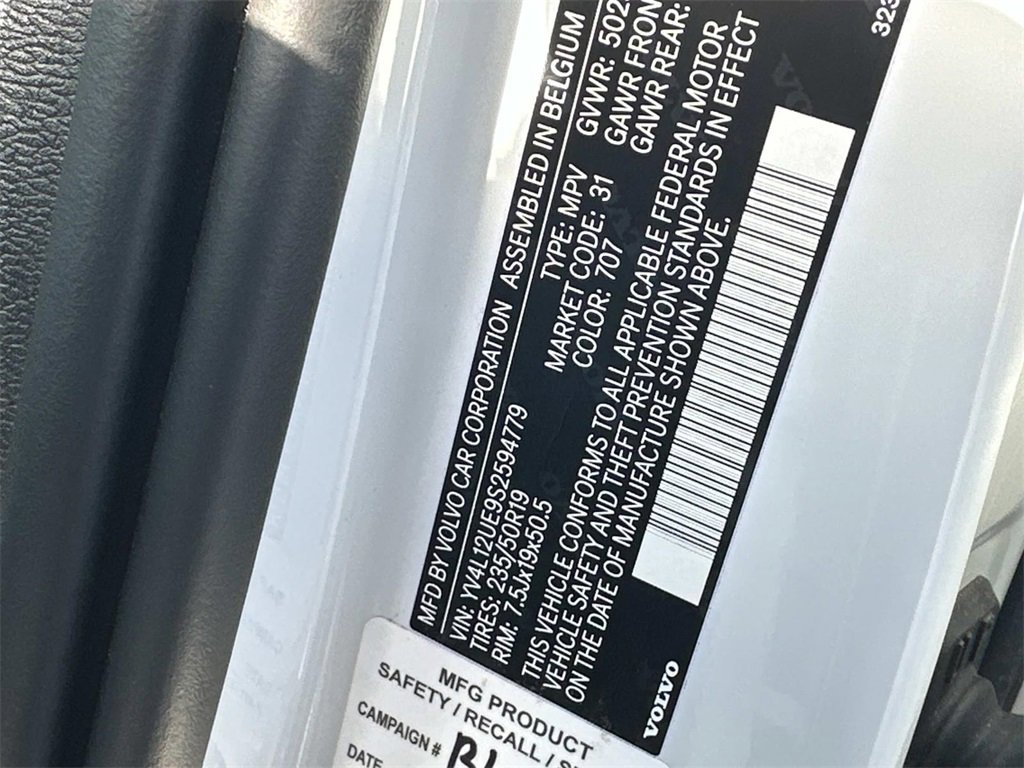 MFD BY VOLVO CAR CORPORATION ASSEMBLED IN BELGIUM
VIN: YV4L12UE9S2594779 TYPE: MPV GVWR: 502
TIRES: 235/50R19 MARKET CODE: 31 GAWR FRON
RIM: 7.5Jx19x50.5 COLOR: 707 GAWR REAR:
THIS VEHICLE CONFORMS TO ALL APPLICABLE FEDERAL MOTOR
VEHICLE SAFETY AND THEFT PREVENTION STANDARDS IN EFFECT
ON THE DATE OF MANUFACTURE SHOWN ABOVE.
VOLVO
323
MFG PRODUCT
SAFETY / RECALL / S
CAMPAIGN #
DATE